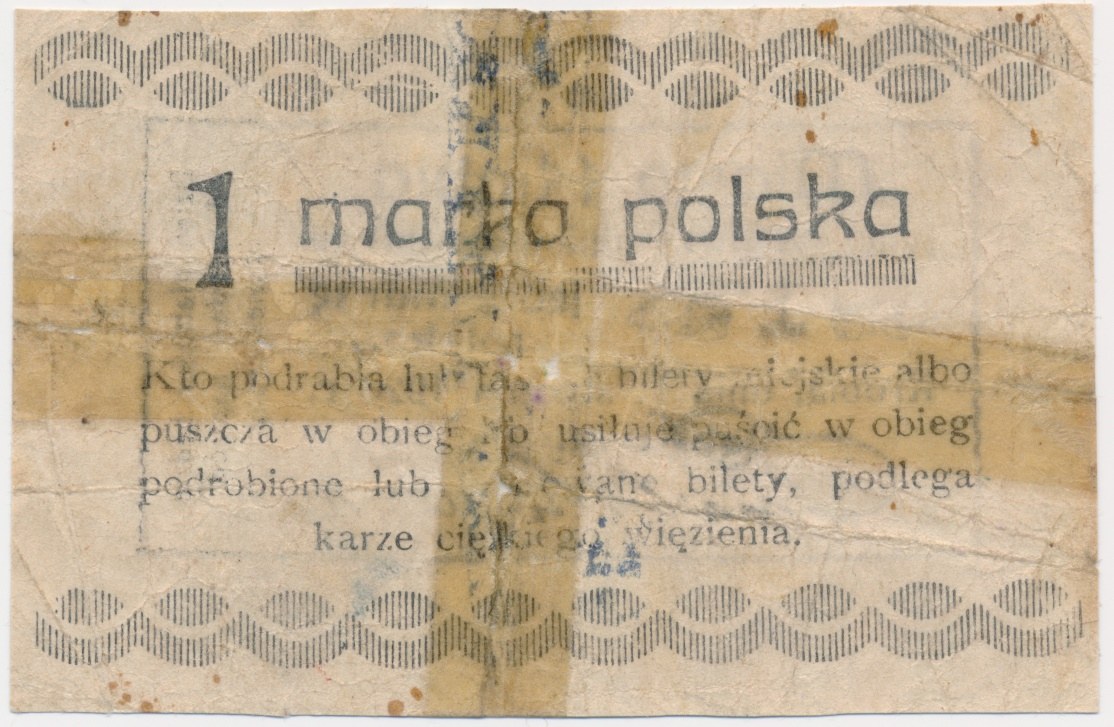 1 marka polska
Kto podrabia lub bilety miejskie albo
puszcza w obieg usiłuje puścić w obieg
podrobione lub bilety, podlega
karze ciężkiego więzienia.